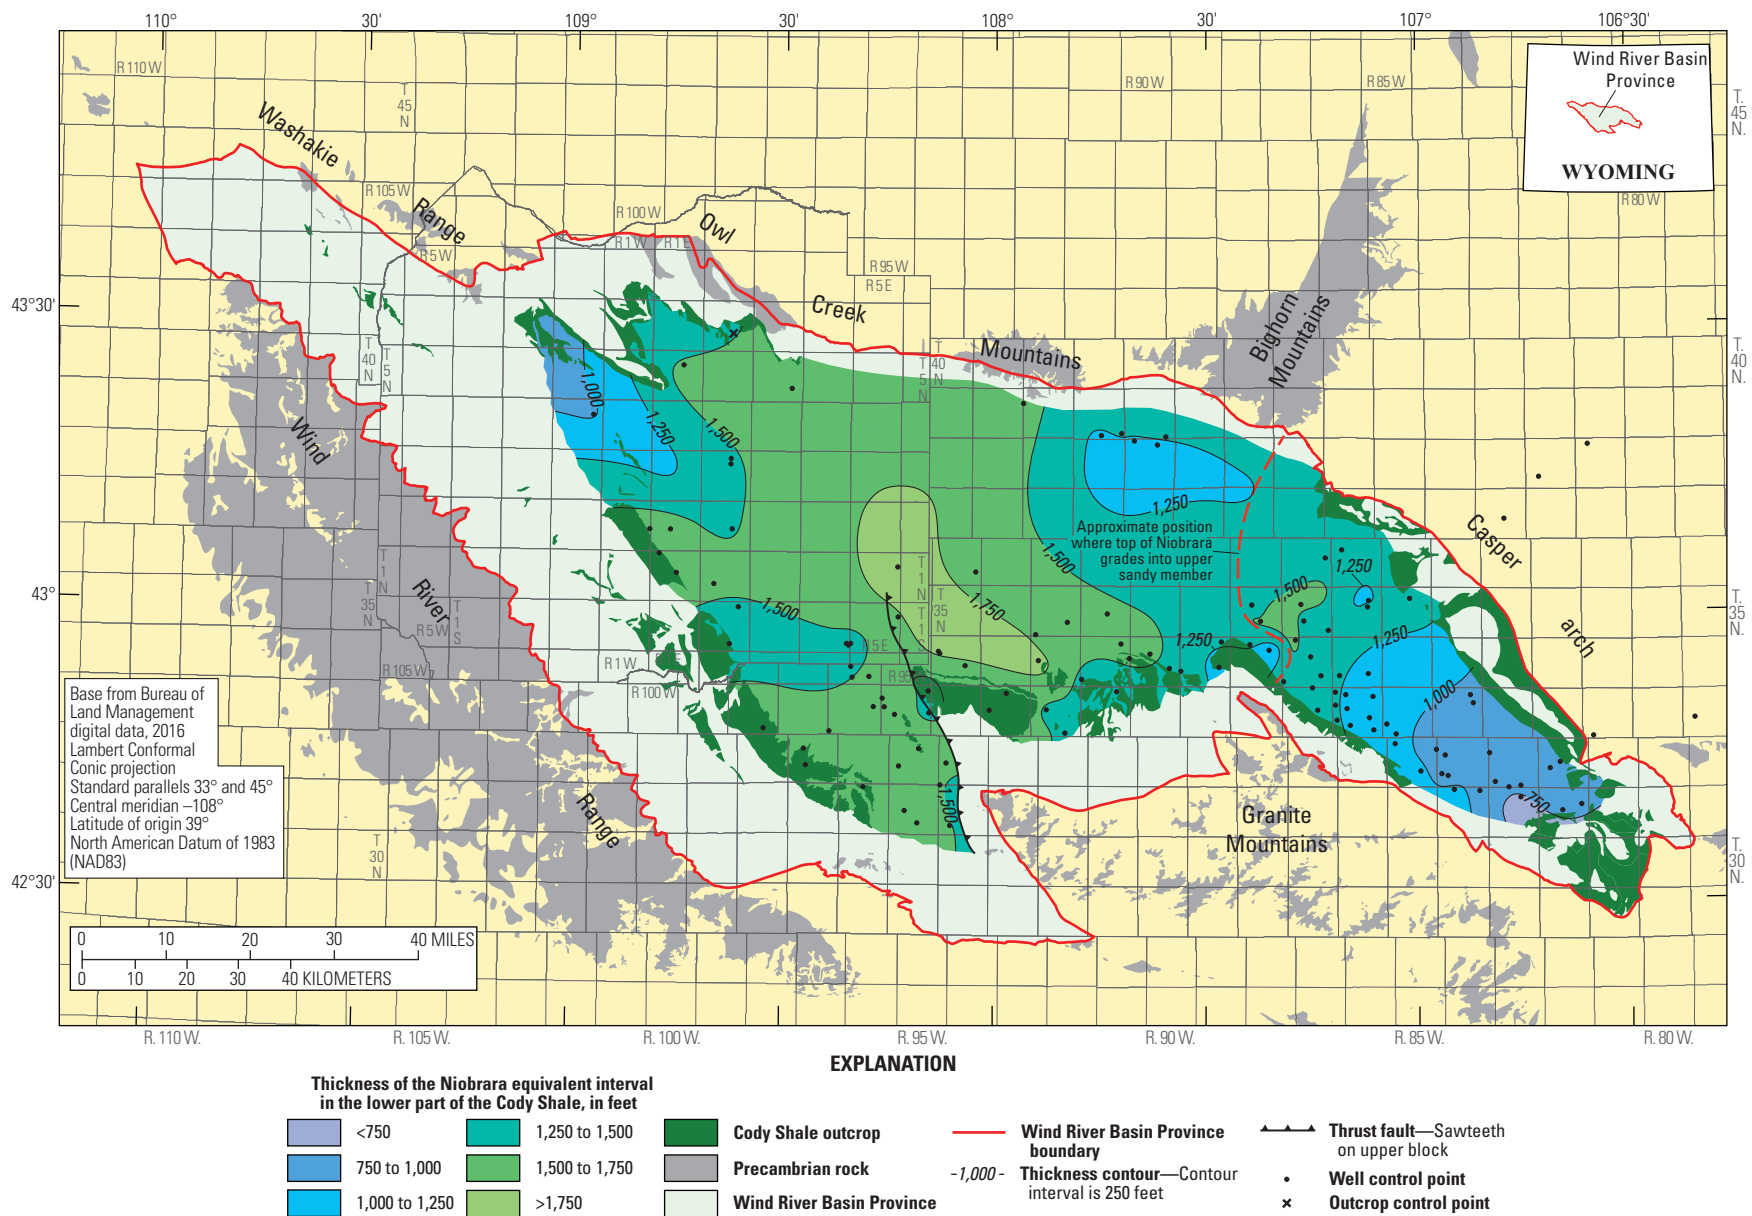 110°
30'
109°
30'
108°
30'
107°
106°30'
R 110 W
T
45
N
Washakie
R 105 W
Range
R 5 W
R 100 W
R 1 W
R 1 E
Owl
R 95 W
R 5 E
Creek
Mountains
R 90 W
R 85 W
Bighorn
Mountains
Wind River Basin
Province
WYOMING
R 80 W
T.
45
N.
43°30'
T
40
N
T
5
N
T
5
N
T
40
N
T.
40
N.
1,000
1,250
1,500
1,250
Wind
River
Range
Approximate position
where top of Niobrara
grades into upper
sandy member
1,500
1,750
1,500
1,250
Casper
arch
43°
T
1
N
T
35
N
T
1
S
R 5 W
R 105 W
T
1
N
T
1
S
T
35
N
T.
35
N.
1,500
R 5 E
R 1 W
R 100 W
R 95
1,250
1,250
1,000
750
1,500
Granite
Mountains
Base from Bureau of
Land Management
digital data, 2016
Lambert Conformal
Conic projection
Standard parallels 33° and 45°
Central meridian –108°
Latitude of origin 39°
North American Datum of 1983
(NAD83)
T
30
N
T.
30
N.
42°30'
0 10 20 30 40 MILES
0 10 20 30 40 KILOMETERS
R. 110 W.
R. 105 W.
R. 100 W.
R. 95 W.
R. 90 W.
R. 85 W.
R. 80 W.
EXPLANATION
Thickness of the Niobrara equivalent interval
in the lower part of the Cody Shale, in feet
<750
750 to 1,000
1,000 to 1,250
1,250 to 1,500
1,500 to 1,750
>1,750
Cody Shale outcrop
Precambrian rock
Wind River Basin Province
Wind River Basin Province
boundary
-1,000 - Thickness contour—Contour
interval is 250 feet
Thrust fault—Sawteeth
on upper block
Well control point
Outcrop control point